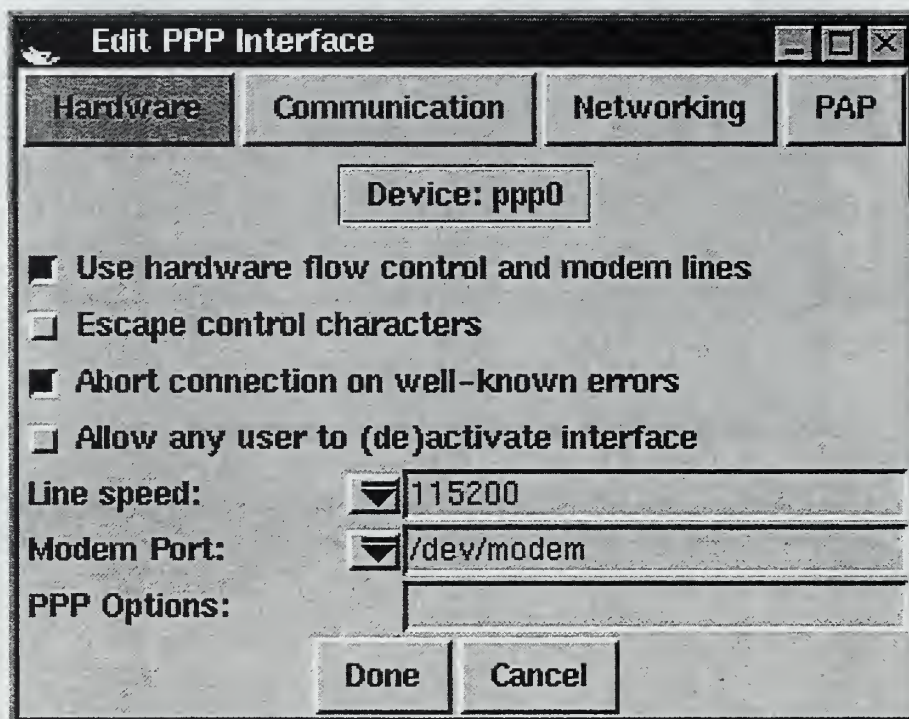 Edit PPP Interface
Hardware Communication Networking PAP
Device: ppp0
Use hardware flow control and modem lines
Escape control characters
Abort connection on well-known errors
Allow any user to (de)activate interface
Line speed: 115200
Modem Port: /dev/modem
PPP Options:
Done Cancel